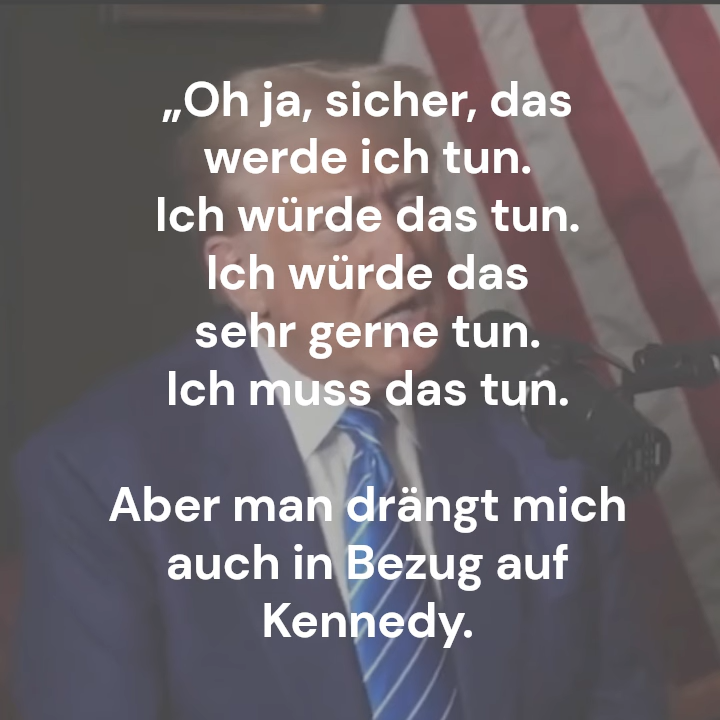 „Oh ja, sicher, das
werde ich tun.
Ich würde das tun.
Ich würde das
sehr gerne tun.
Ich muss das tun.
Aber man drängt mich
auch in Bezug auf
Kennedy.